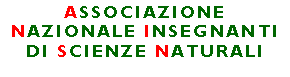 ASSOCIAZIONE
NAZIONALE INSEGNANTI
DI SCIENZE NATURALI